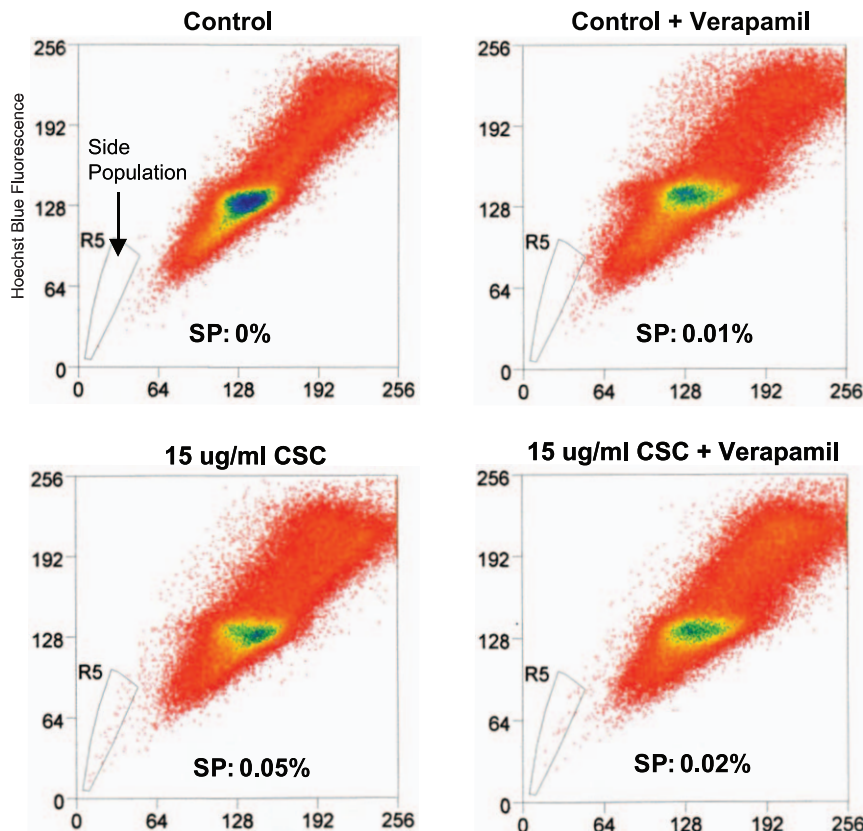 Control
Control + Verapamil
Hoechst Blue Fluorescence
256
192
128
64
0
Side
Population
R5
SP: 0%
0 64 128 192 256
256
192
128
64
0
R5
SP: 0.01%
0 64 128 192 256
15 ug/ml CSC
15 ug/ml CSC + Verapamil
256
192
128
64
0
R5
SP: 0.05%
0 64 128 192 256
256
192
128
64
0
R5
SP: 0.02%
0 64 128 192 256